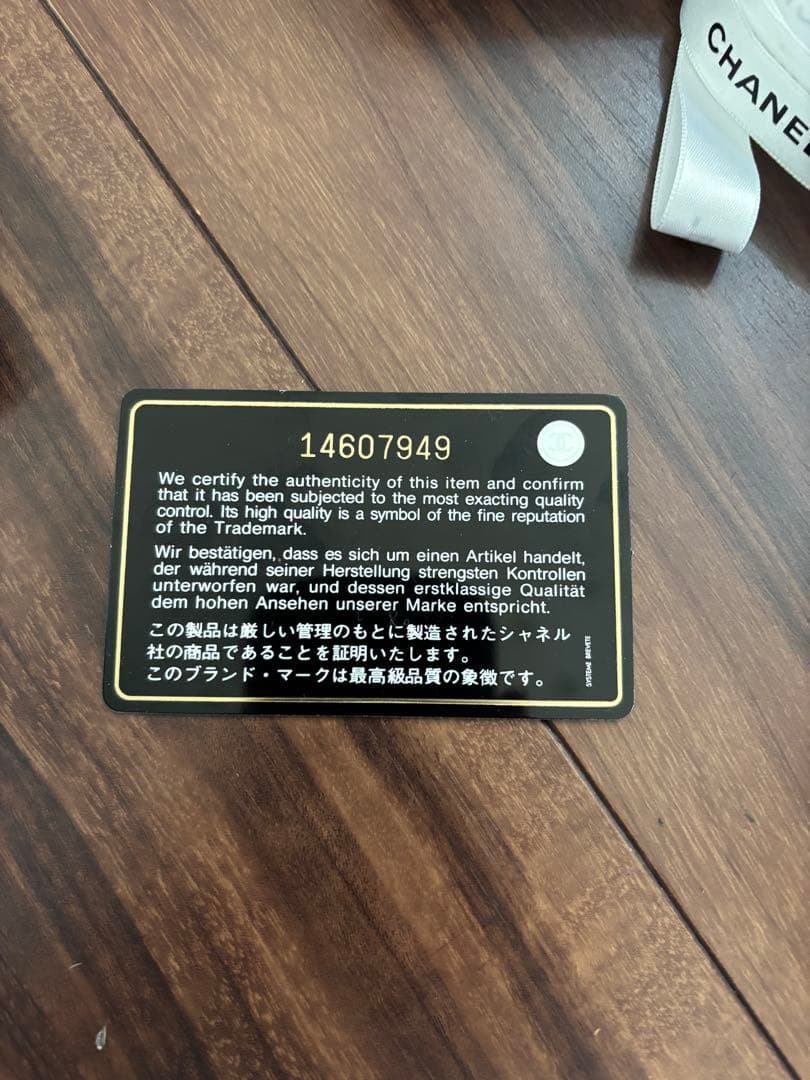 CHANEL
14607949
We certify the authenticity of this item and confirm
that it has been subjected to the most exacting quality
control. Its high quality is a symbol of the fine reputation
of the Trademark.
Wir bestätigen, dass es sich um einen Artikel handelt,
der während seiner Herstellung strengsten Kontrollen
unterworfen war, und dessen erstklassige Qualität
dem hohen Ansehen unserer Marke entspricht.
この製品は厳しい管理のもとに製造されたシャネル
社の商品であることを証明いたします。
このブランド・マークは最高級品質の象徴です。
SYSTEME BREVETE